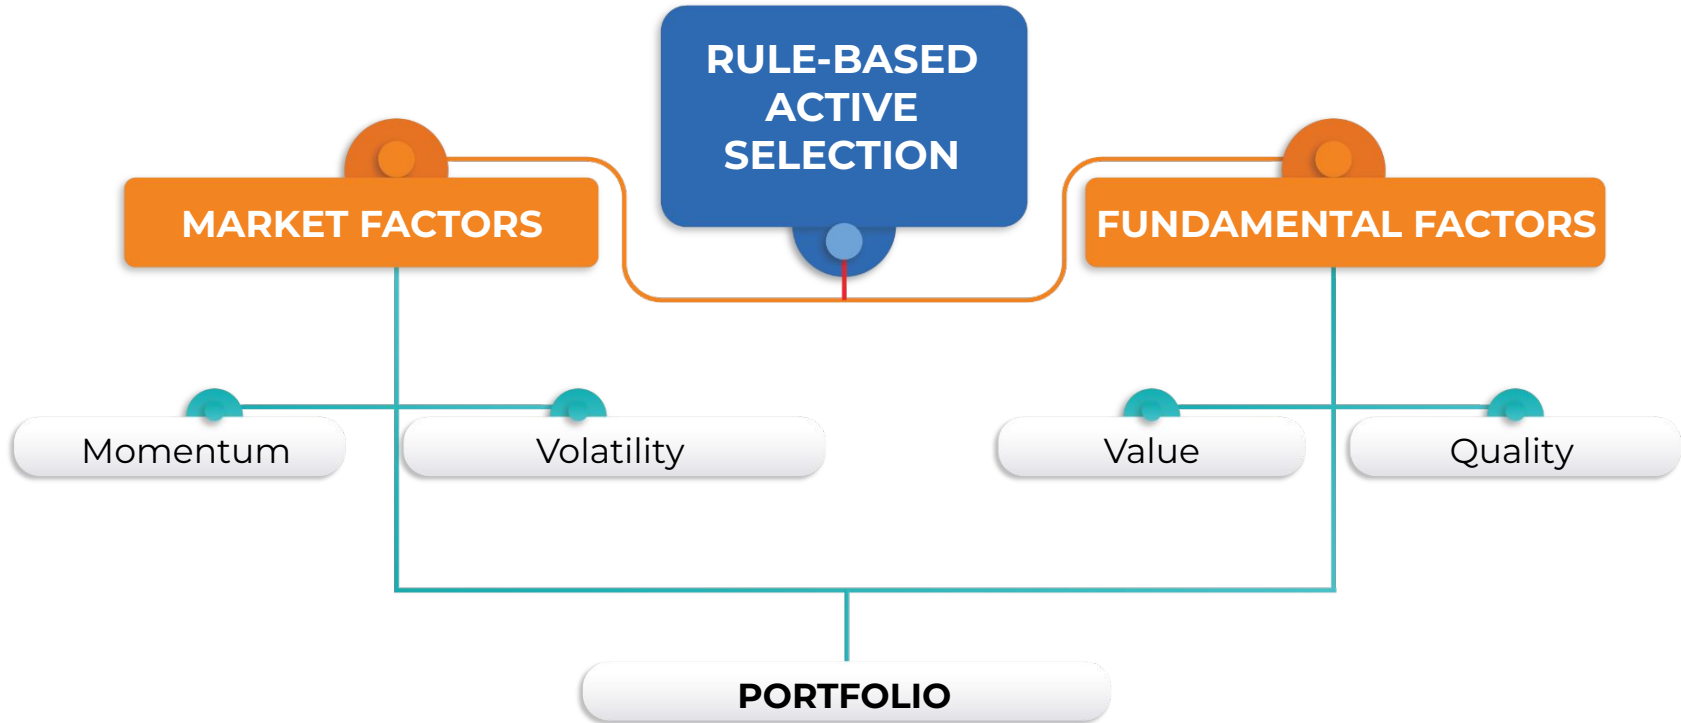 RULE-BASED
ACTIVE
SELECTION
MARKET FACTORS
FUNDAMENTAL FACTORS
Momentum
Volatility
Value
Quality
PORTFOLIO